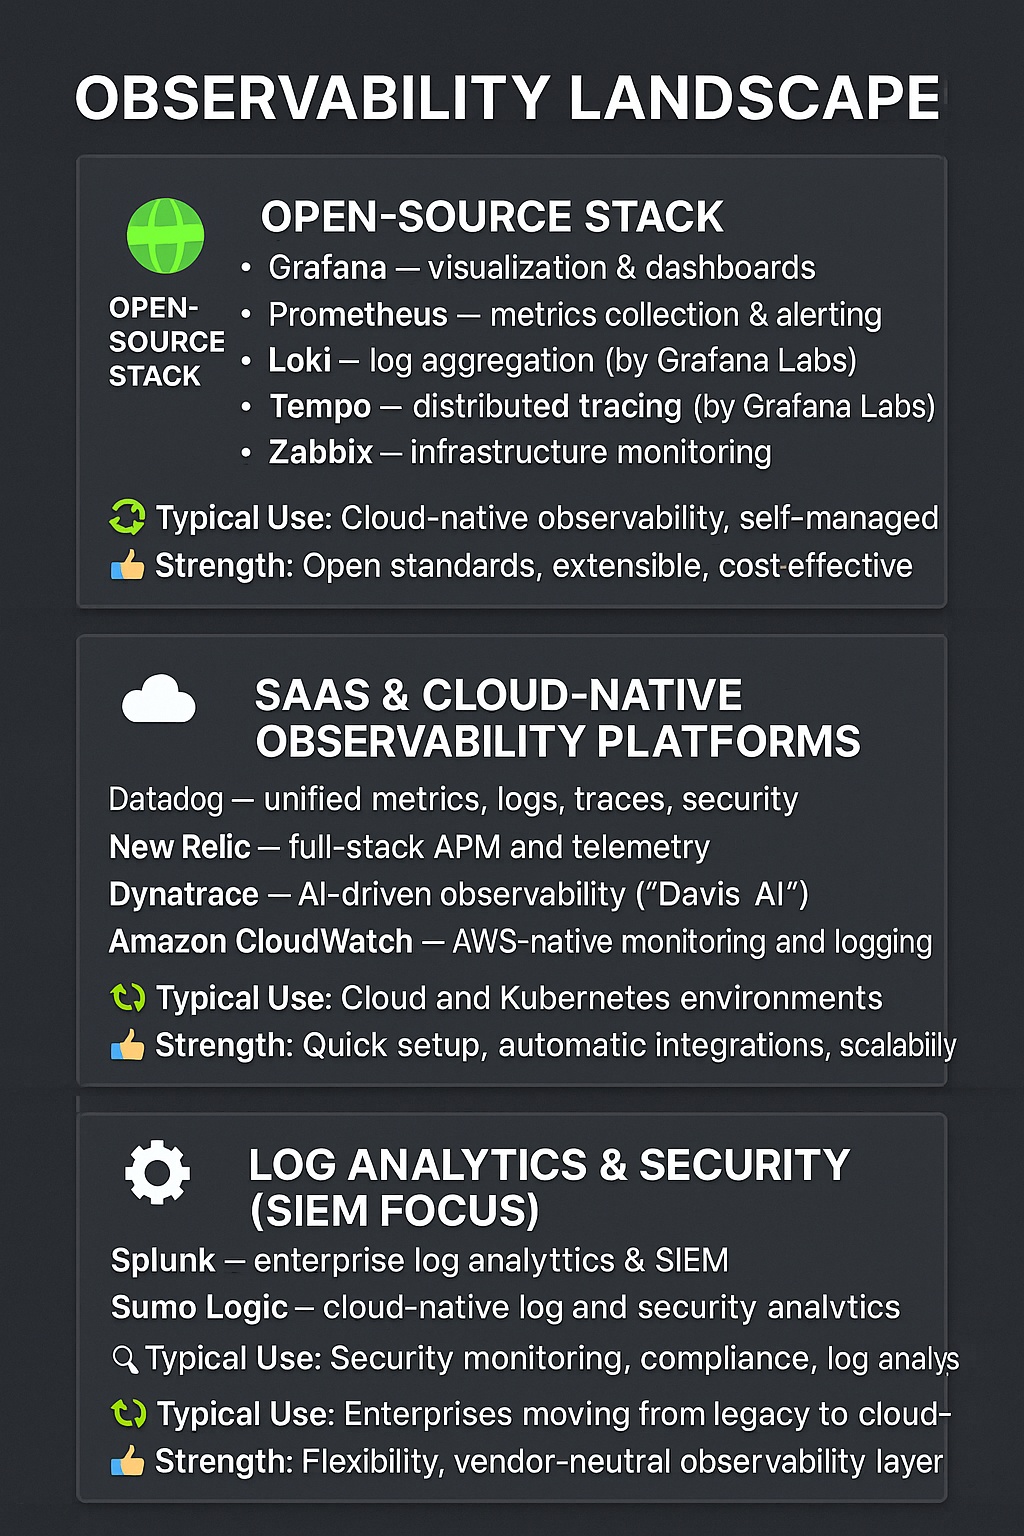 OBSERVABILITY LANDSCAPE
OPEN-SOURCE STACK
OPEN-
SOURCE
STACK
• Grafana — visualization & dashboards
• Prometheus — metrics collection & alerting
• Loki — log aggregation (by Grafana Labs)
• Tempo — distributed tracing (by Grafana Labs)
• Zabbix — infrastructure monitoring
Typical Use: Cloud-native observability, self-managed
Strength: Open standards, extensible, cost-effective
SAAS & CLOUD-NATIVE
OBSERVABILITY PLATFORMS
Datadog — unified metrics, logs, traces, security
New Relic — full-stack APM and telemetry
Dynatrace — AI-driven observability ("Davis AI")
Amazon CloudWatch — AWS-native monitoring and logging
Typical Use: Cloud and Kubernetes environments
Strength: Quick setup, automatic integrations, scalabiily
LOG ANALYTICS & SECURITY
(SIEM FOCUS)
Splunk — enterprise log analyttics & SIEM
Sumo Logic — cloud-native log and security analvtics
Typical Use: Security monitoring, compliance, log analys
Typical Use: Enterprises moving from legacy to cloud-
Strength: Flexibility, vendor-neutral observability layer